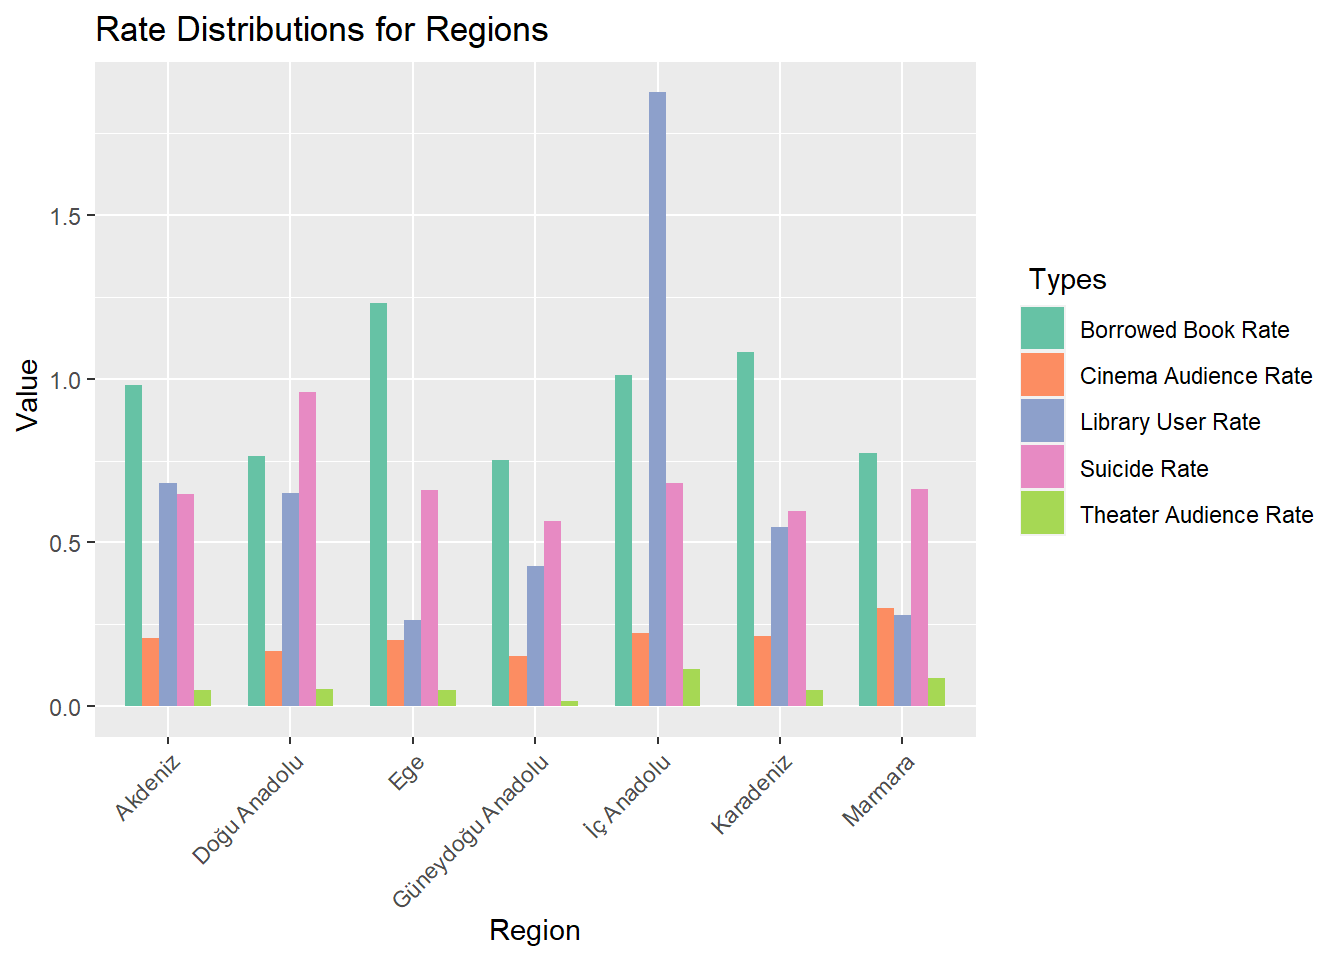 Rate Distributions for Regions
Value
1.5
1.0
0.5
0.0
Akdeniz
Doğu Anadolu
Ege
Güneydoğu Anadolu
İç Anadolu
Karadeniz
Marmara
Region
Types
Borrowed Book Rate
Cinema Audience Rate
Library User Rate
Suicide Rate
Theater Audience Rate